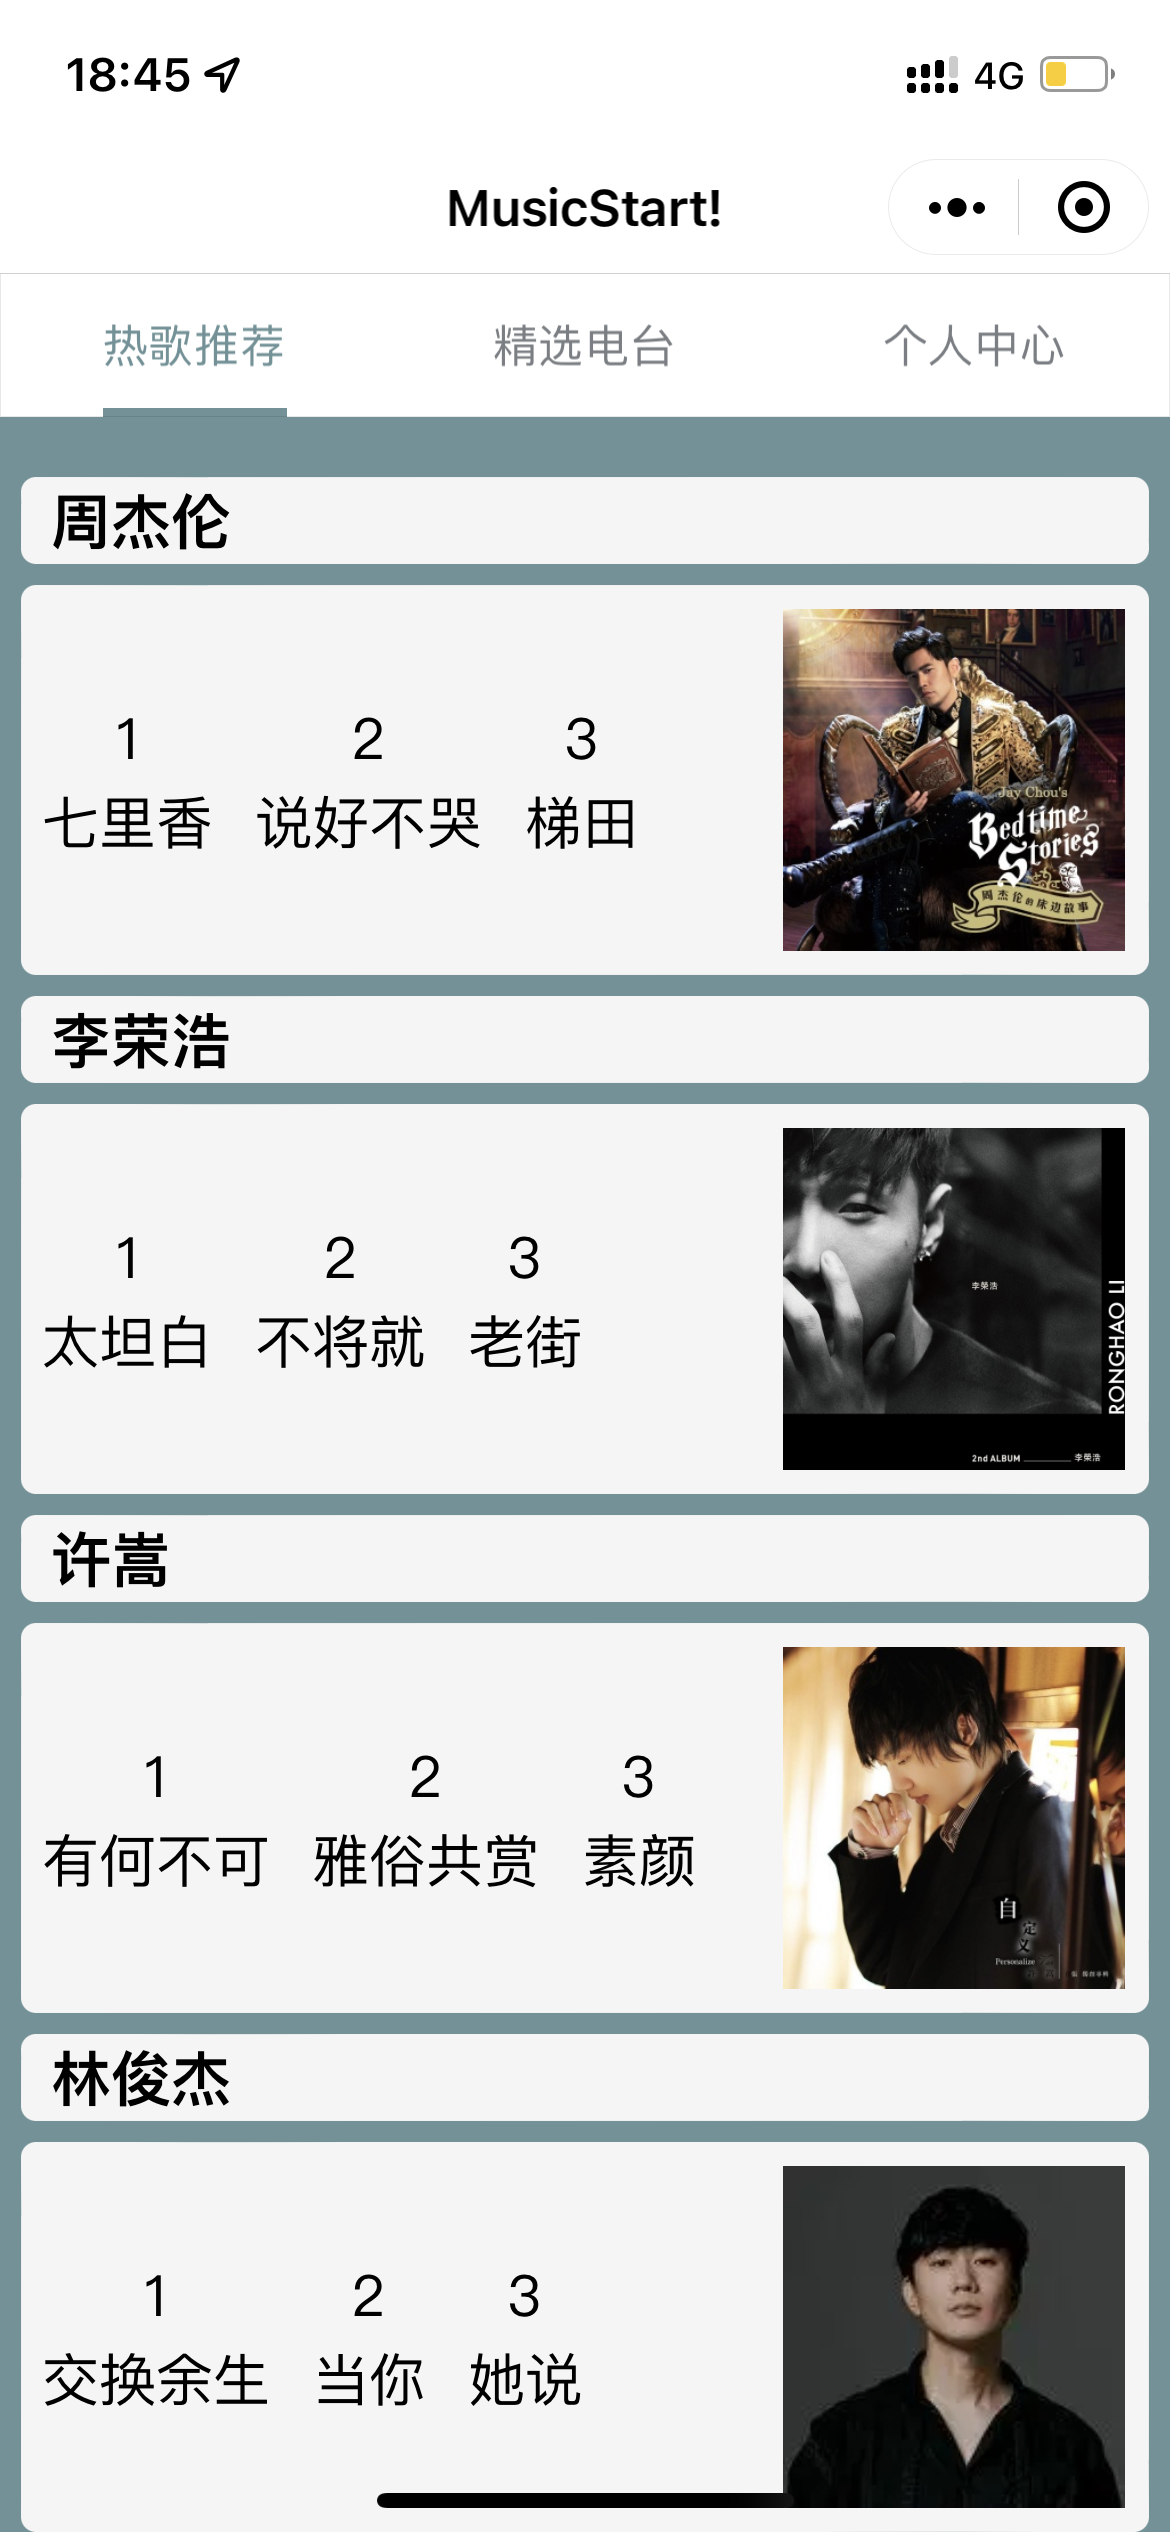 18:45
4G
MusicStart!
热歌推荐 精选电台 个人中心
周杰伦
1 2 3
七里香 说好不哭 梯田
Jay Chou's
Bedtime
Stories
周杰伦的床边故事
李荣浩
1 2 3
太坦白 不将就 老街
李榮浩
RONGHAO LI
2nd ALBUM 李榮浩
许嵩
1 2 3
有何不可 雅俗共赏 素颜
自
定
义
Personalize
林俊杰
1 2 3
交换余生 当你 她说